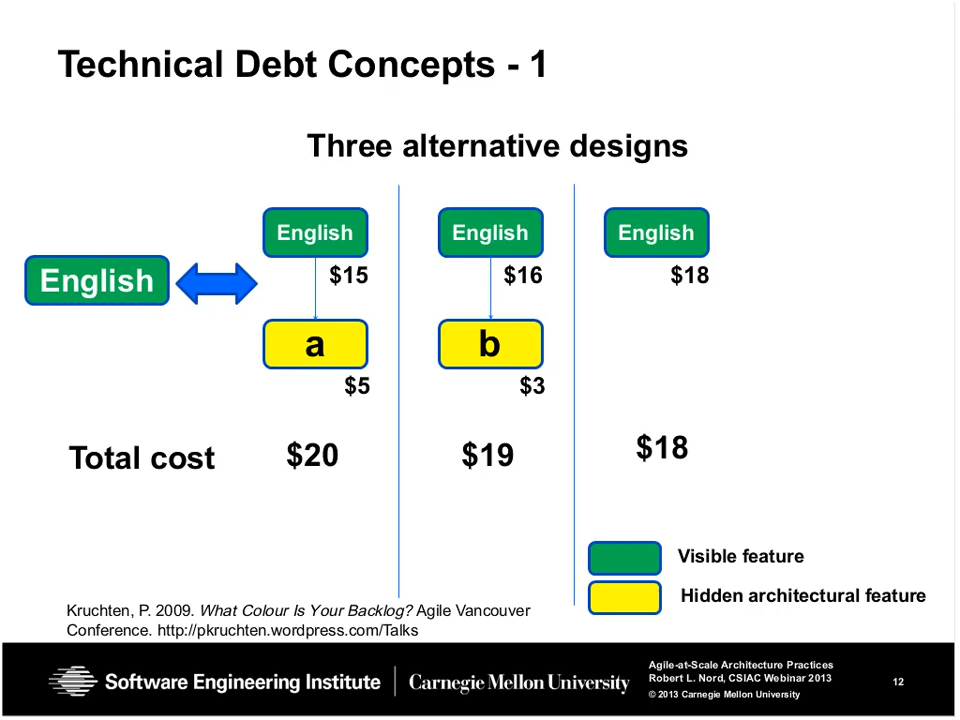 Technical Debt Concepts - 1
Three alternative designs
English
English
English
English
$15
$16
$18
a
b
$5
$3
Total cost
$20
$19
$18
Visible feature
Hidden architectural feature
Kruchten, P. 2009. What Colour Is Your Backlog? Agile Vancouver
Conference. http://pkruchten.wordpress.com/Talks
Software Engineering Institute
Carnegie Mellon University
Agile-at-Scale Architecture Practices
Robert L. Nord, CSIAC Webinar 2013
© 2013 Carnegie Mellon University
12